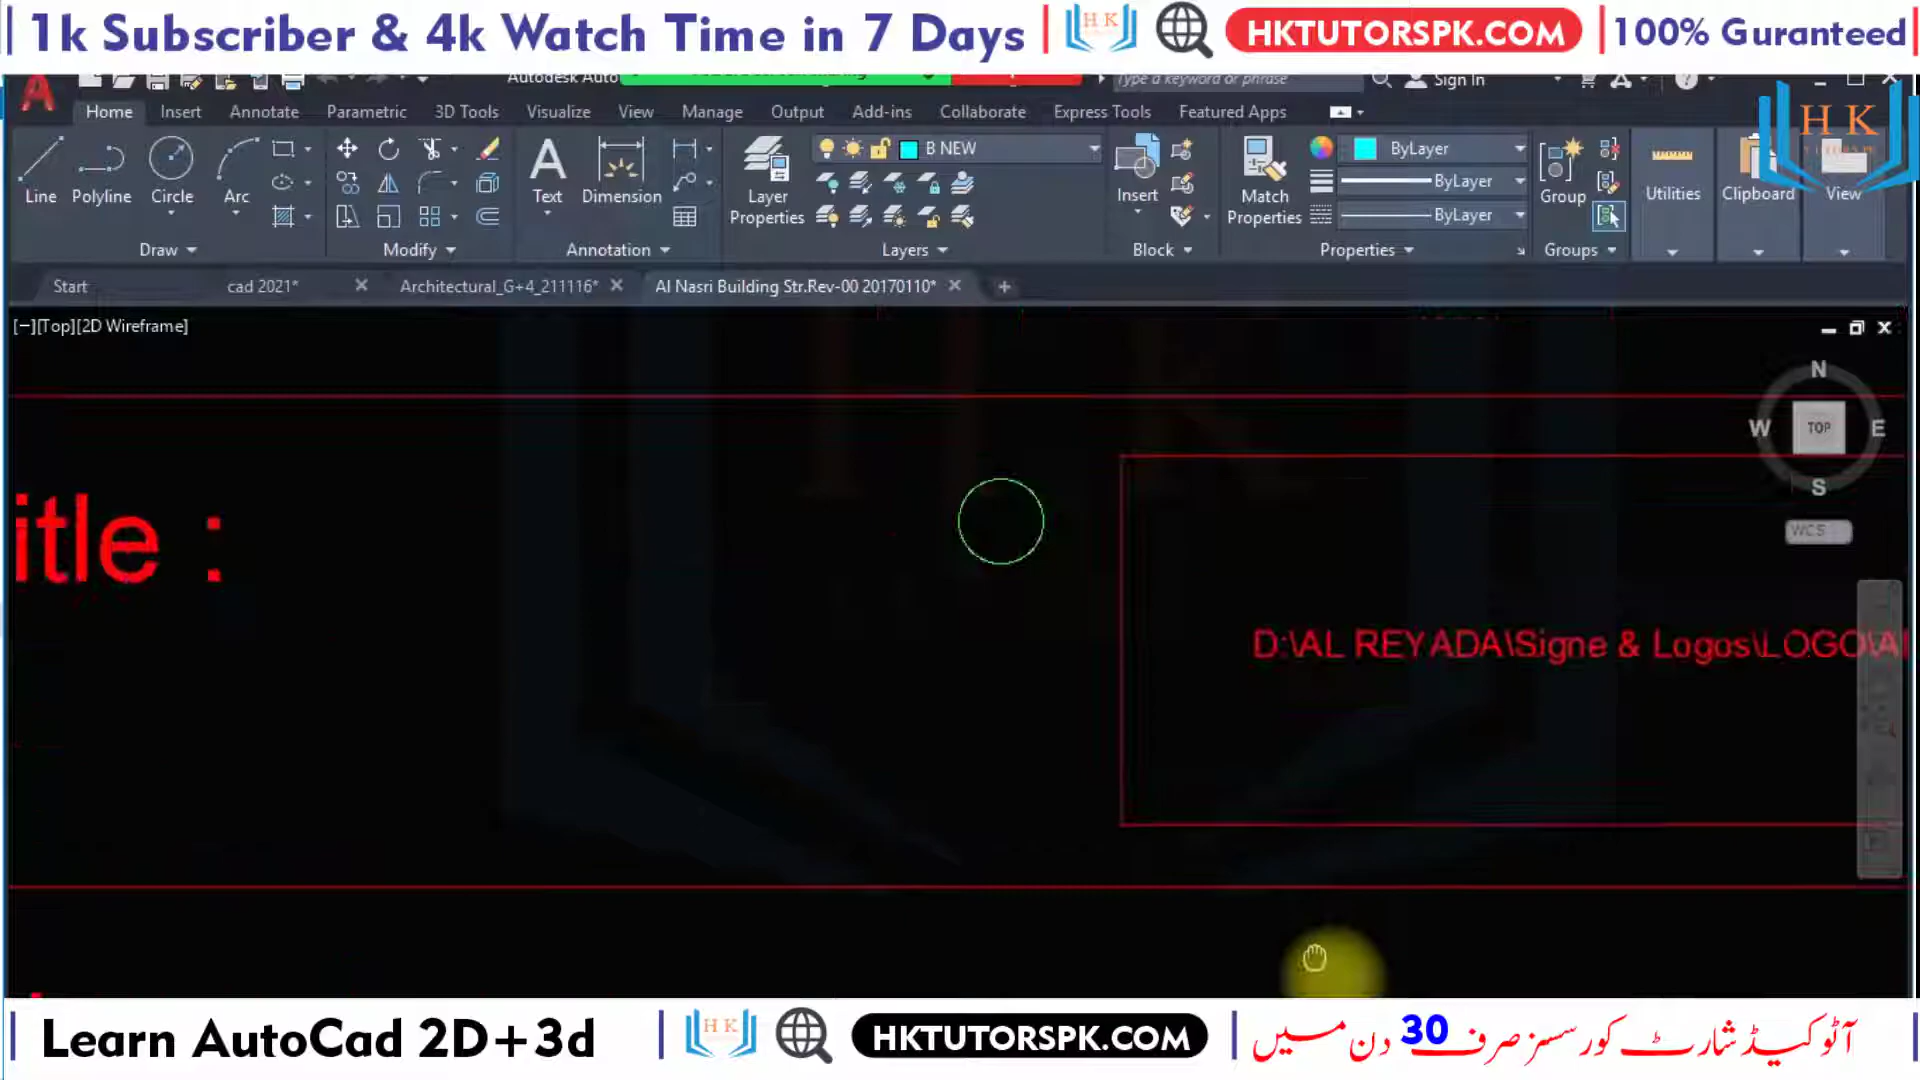 1k Subscriber & 4k Watch Time in 7 Days
H K
HKTUTORSPK.COM
100% Guranteed
Autodesk Auto
Type a keyword or phrase
Sign In
Home Insert Annotate Parametric 3D Tools Visualize View Manage Output Add-ins Collaborate Express Tools Featured Apps
H K
B NEW
ByLayer
ByLayer
ByLayer
Line Polyline Circle Arc
Text Dimension
Layer Properties
Insert
Match Properties
Group
Utilities
Clipboard
View
Draw Modify Annotation Layers Block Properties Groups
Start cad 2021* Architectural_G+4_211116* Al Nasri Building Str.Rev-00 20170110*
[−][Top][2D Wireframe]
N
W TOP E
S
WCS
itle :
D:\AL REYADA\Signe & Logos\LOGO\A
Learn AutoCad 2D+3d
H K
HKTUTORSPK.COM
آٹو کیڈ شارٹ کورسسز صرف 30 دن میں